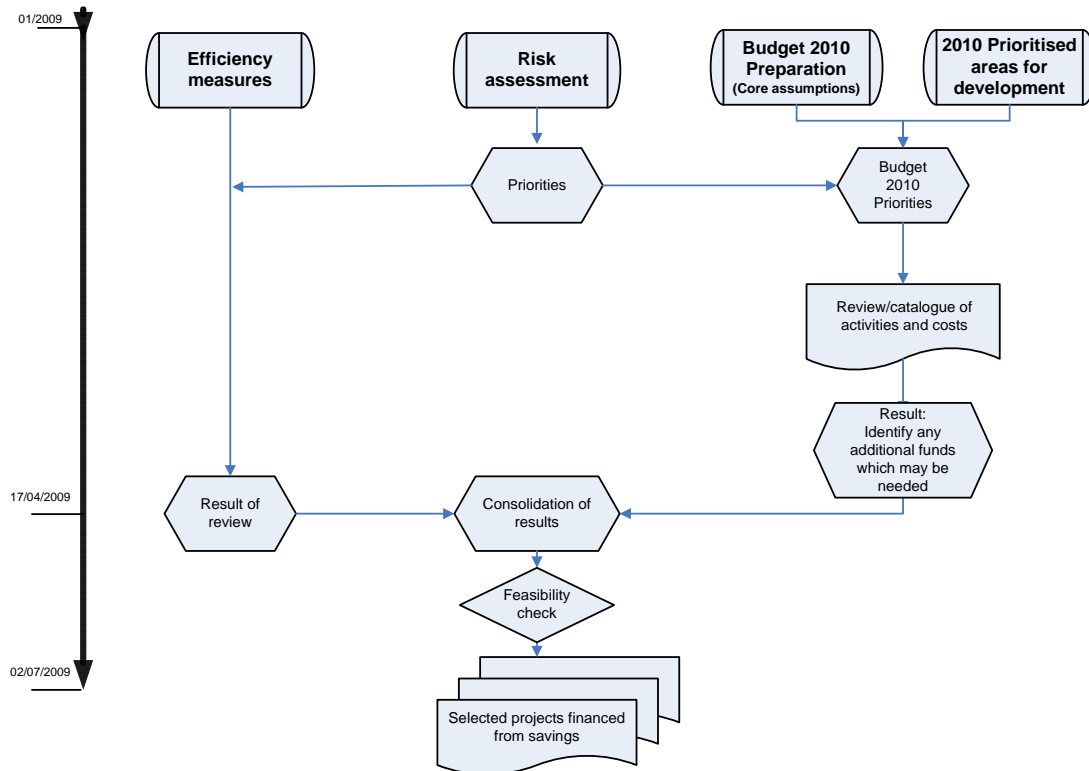 01/2009
Efficiency
measures
Risk
assessment
Budget 2010
Preparation
(Core assumptions)
2010 Prioritised
areas for
development
Priorities
Budget
2010
Priorities
Review/catalogue of
activities and costs
Result:
Identify any
additional funds
which may be
needed
17/04/2009
Result of
review
Consolidation of
results
Feasibility
check
02/07/2009
Selected projects financed
from savings